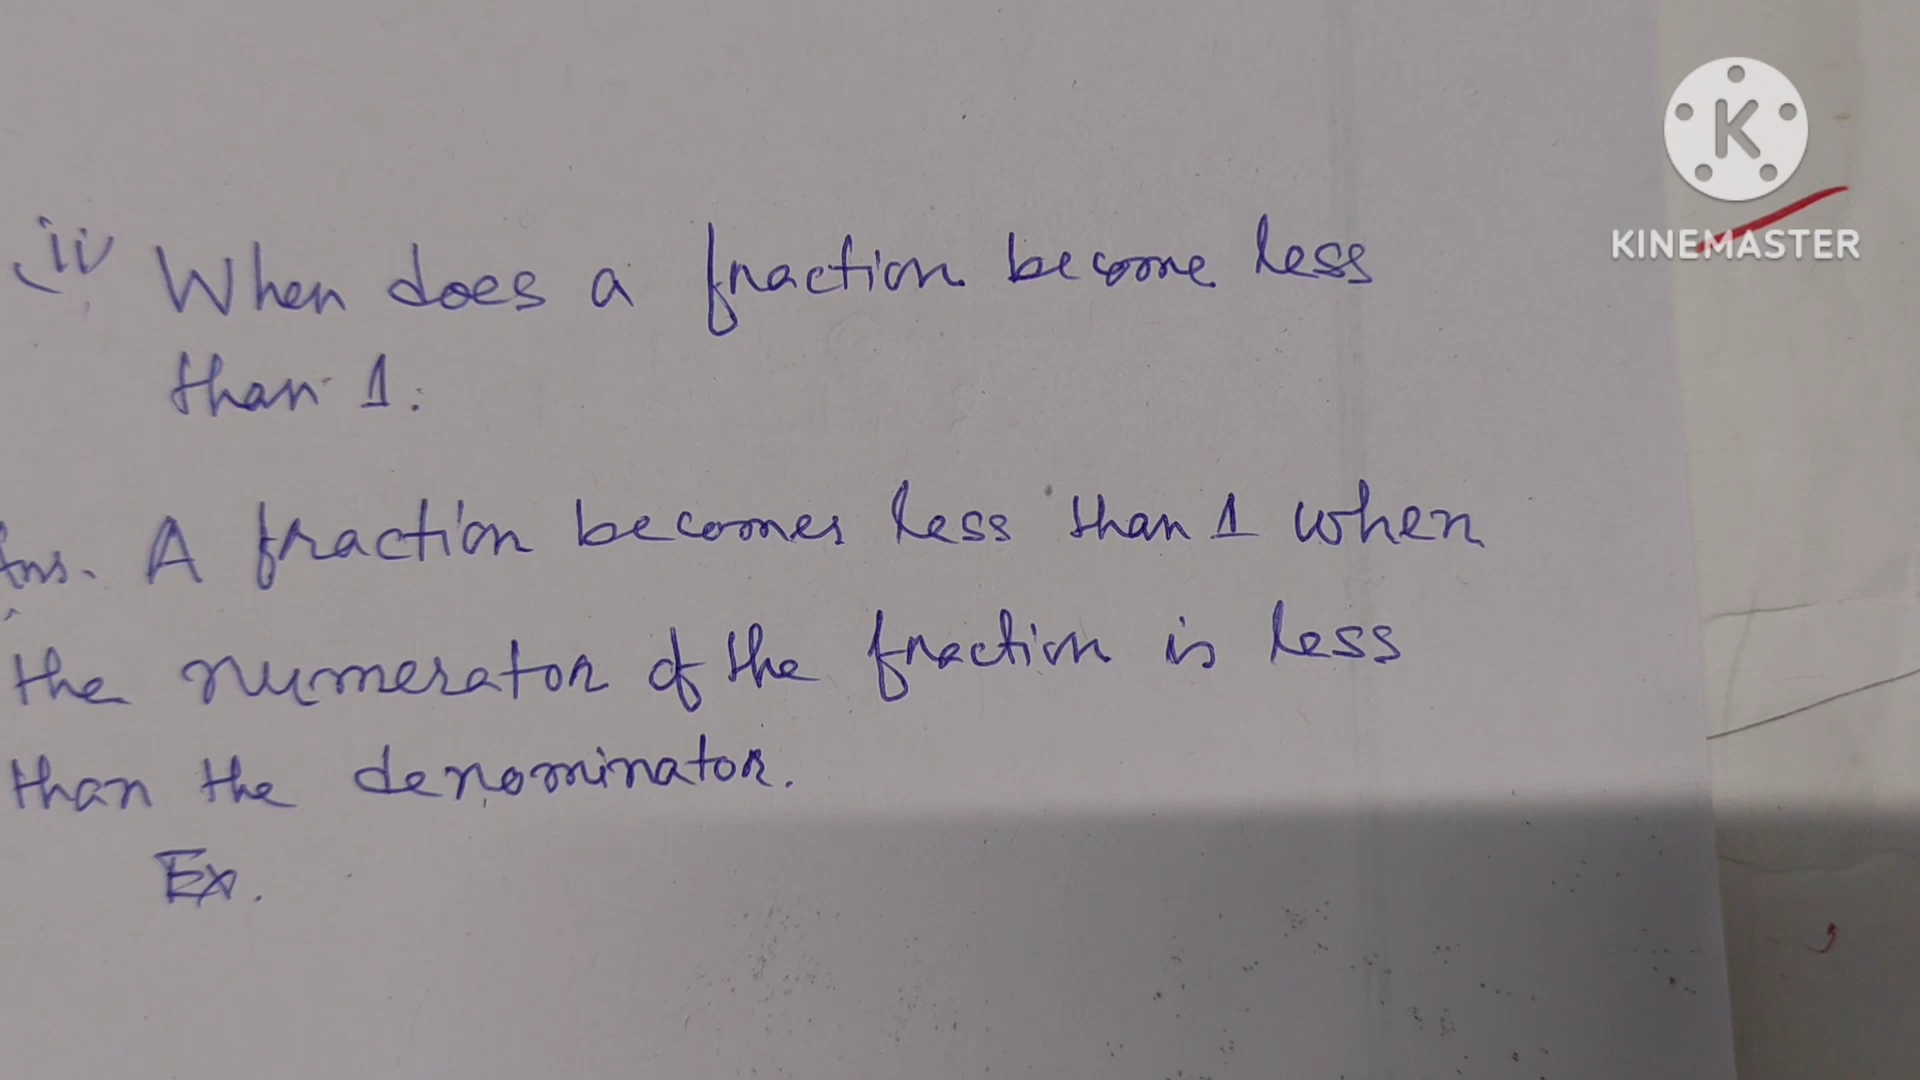 ii) When does a fraction become less
than 1.
Ans. A fraction becomes less than 1 when
the numerator of the fraction is less
than the denominator.
Ex.
K
KINEMASTER